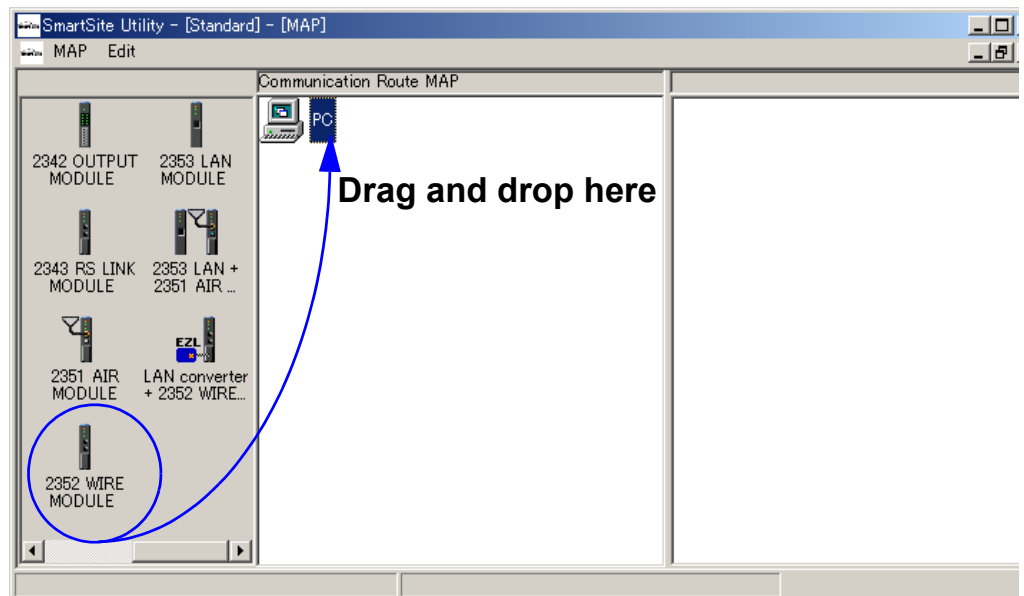 SmartSite Utility - [Standard] - [MAP]
MAP Edit
Communication Route MAP
PC
Drag and drop here
2342 OUTPUT
MODULE
2353 LAN
MODULE
2343 RS LINK
MODULE
2353 LAN +
2351 AIR ...
2351 AIR
MODULE
EZL
LAN converter
+ 2352 WIRE...
2352 WIRE
MODULE